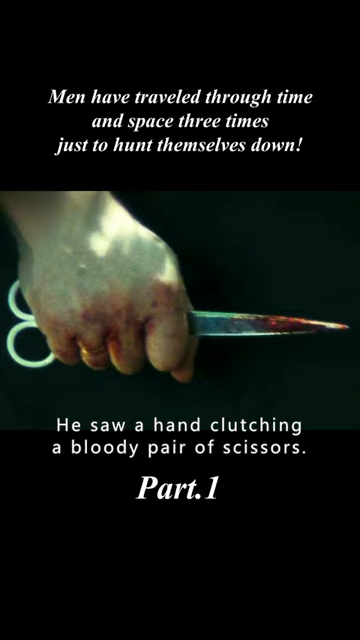 Men have traveled through time
and space three times
just to hunt themselves down!
He saw a hand clutching
a bloody pair of scissors.
Part.1